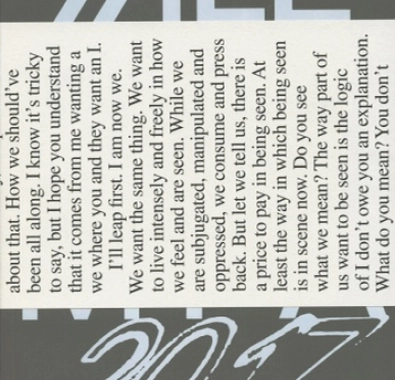 about that. How we should've
been all along. I know it's tricky
to say, but I hope you understand
that it comes from me wanting a
we where you and they want an I.
I'll leap first. I am now we.
We want the same thing. We want
to live intensely and freely in how
we feel and are seen. While we
are subjugated, manipulated and
oppressed, we consume and press
back. But let we tell us, there is
a price to pay in being seen. At
least the way in which being seen
is in scene now. Do you see
what we mean? The way part of
us want to be seen is the logic
of I don't owe you an explanation.
What do you mean? You don't
2017